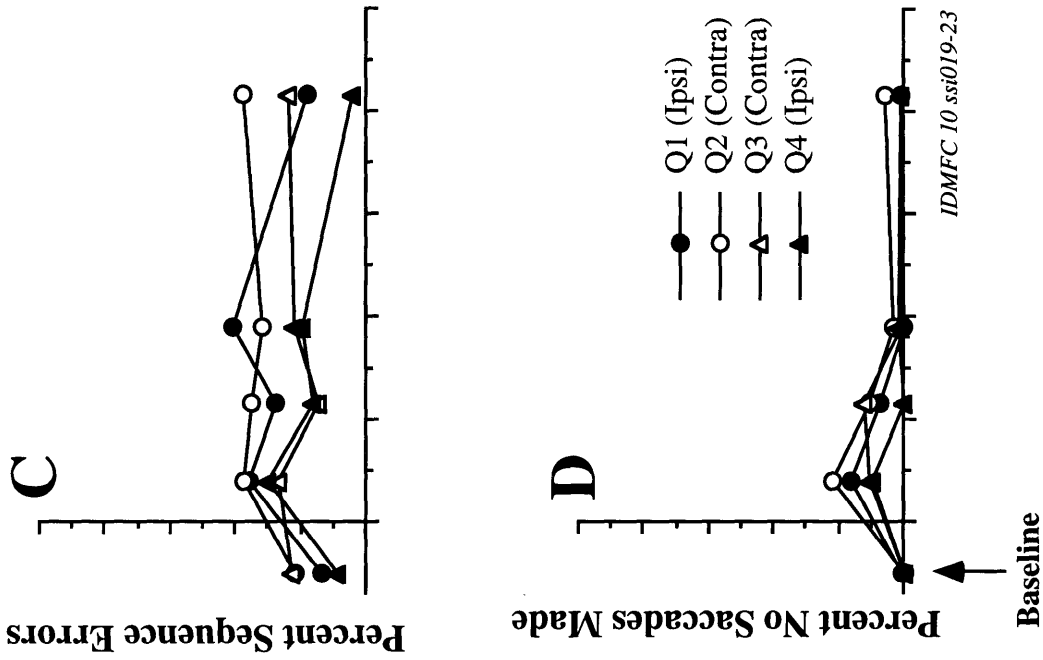 C
Percent Sequence Errors
D
Percent No Saccades Made
Q1 (Ipsi)
Q2 (Contra)
Q3 (Contra)
Q4 (Ipsi)
IDMFC 10 ssi019-23
Baseline